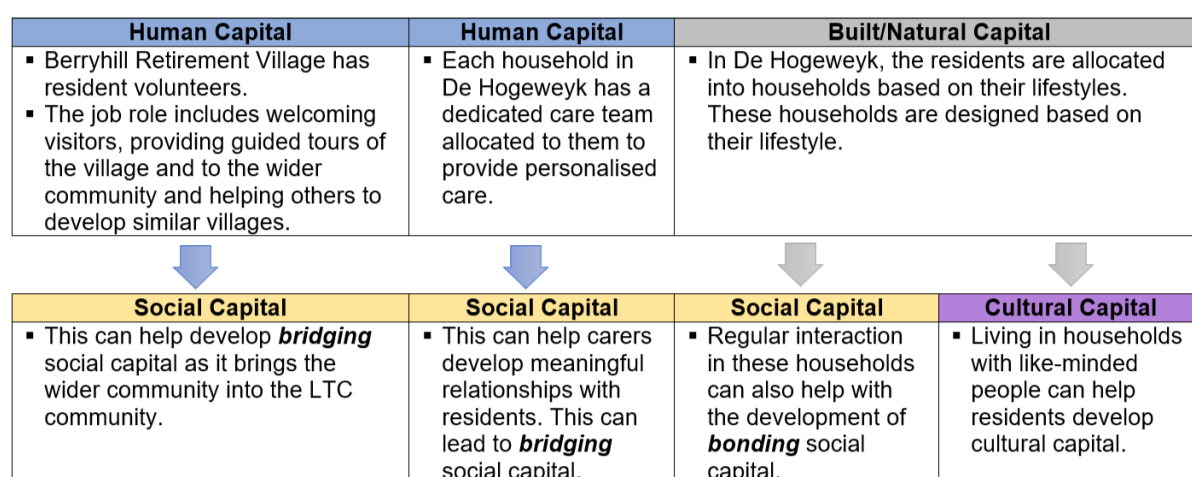 Human Capital
▪ Berryhill Retirement Village has
resident volunteers.
▪ The job role includes welcoming
visitors, providing guided tours of
the village and to the wider
community and helping others to
develop similar villages.
Human Capital
▪ Each household in
De Hogeweyk has a
dedicated care team
allocated to them to
provide personalised
care.
Built/Natural Capital
▪ In De Hogeweyk, the residents are allocated
into households based on their lifestyles.
These households are designed based on
their lifestyle.
Social Capital
▪ This can help develop bridging
social capital as it brings the
wider community into the LTC
community.
Social Capital
▪ This can help carers
develop meaningful
relationships with
residents. This can
lead to bridging
social capital.
Social Capital
▪ Regular interaction
in these households
can also help with
the development of
bonding social
capital.
Cultural Capital
▪ Living in households
with like-minded
people can help
residents develop
cultural capital.